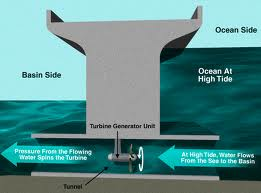 Ocean Side
Basin Side
Ocean At
High Tide
Turbine Generator Unit
Pressure From the Flowing
Water Spins the Turbine
At High Tide, Water Flows
From the Sea to the Basin
Tunnel